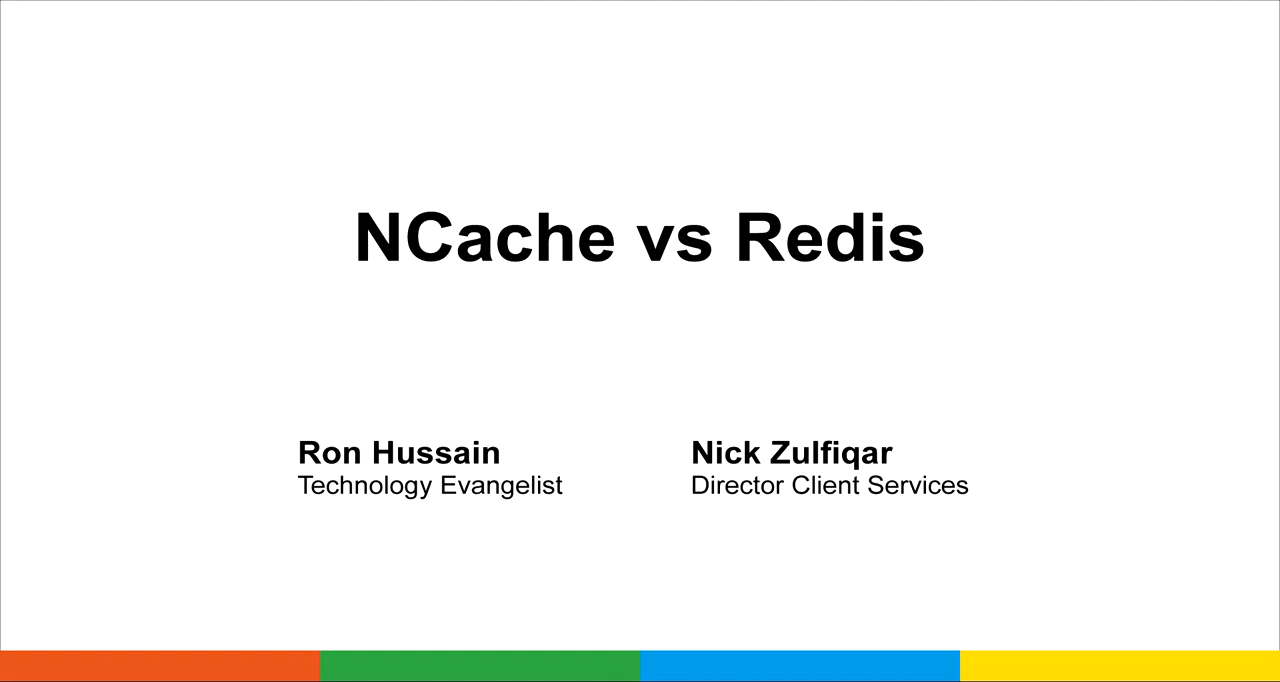 NCache vs Redis
Ron Hussain
Technology Evangelist
Nick Zulfiqar
Director Client Services